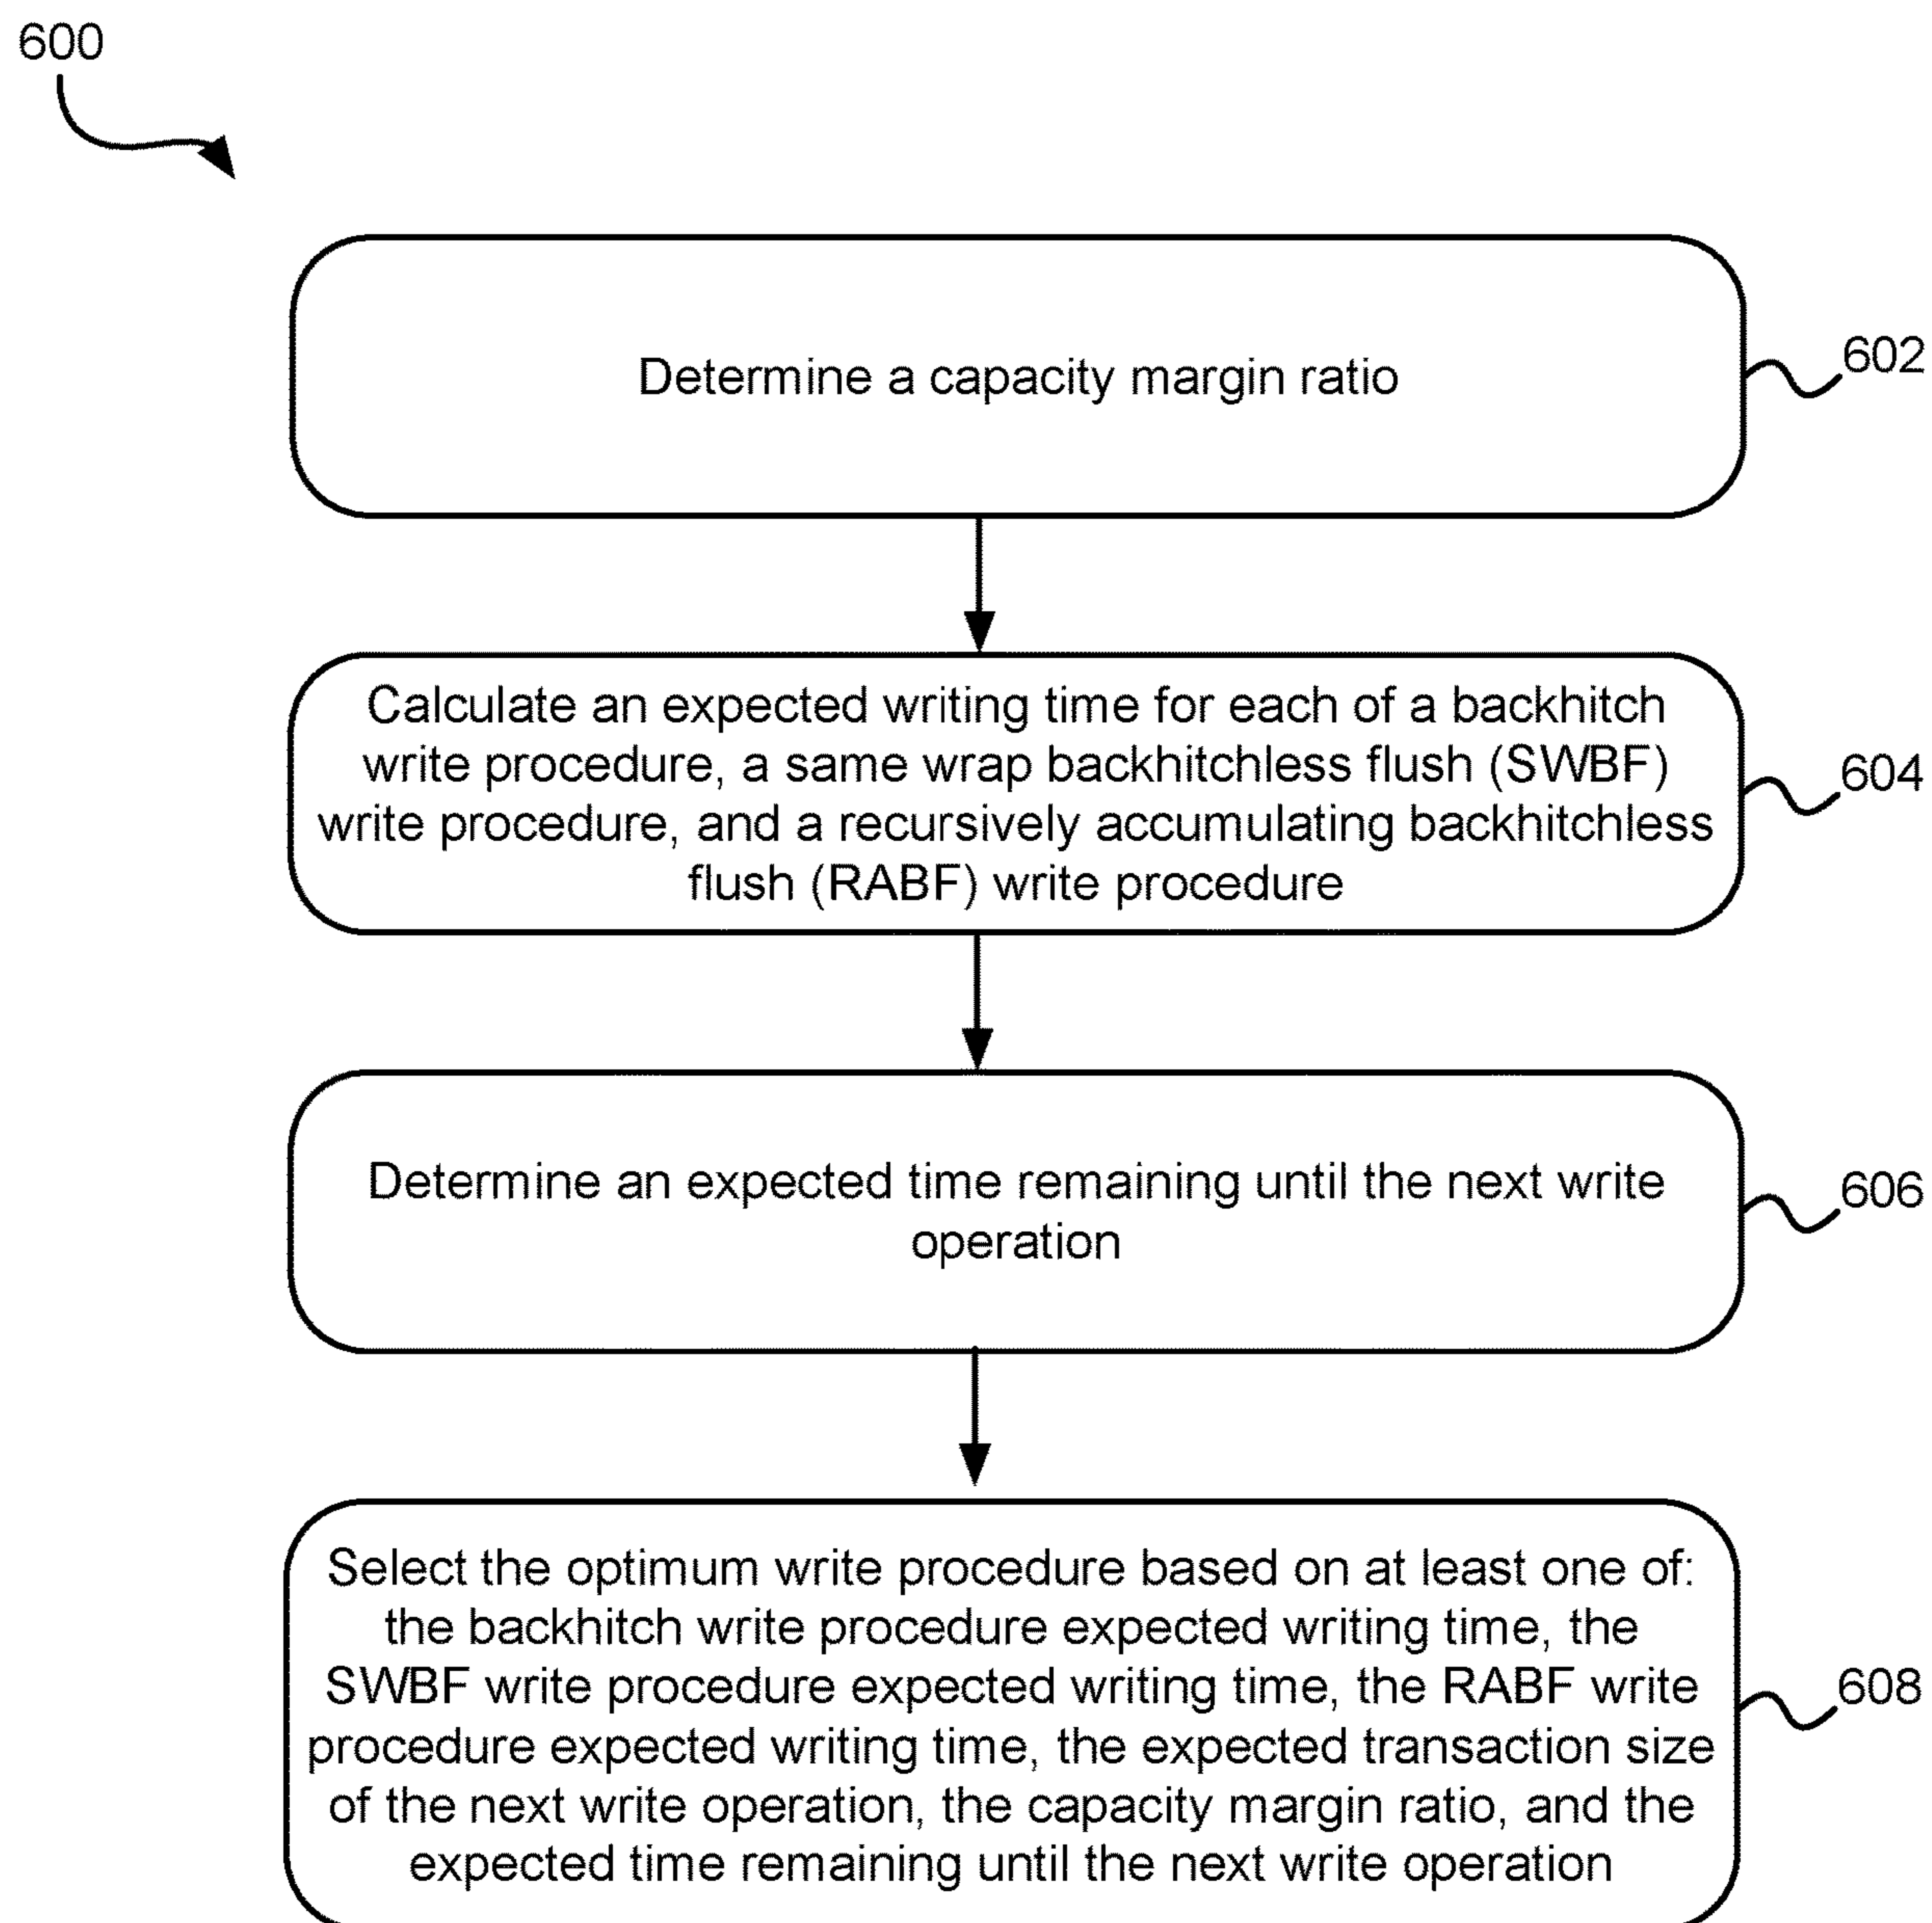 600
Determine a capacity margin ratio
602
Calculate an expected writing time for each of a backhitch
write procedure, a same wrap backhitchless flush (SWBF)
write procedure, and a recursively accumulating backhitchless
flush (RABF) write procedure
604
Determine an expected time remaining until the next write
operation
606
Select the optimum write procedure based on at least one of:
the backhitch write procedure expected writing time, the
SWBF write procedure expected writing time, the RABF write
procedure expected writing time, the expected transaction size
of the next write operation, the capacity margin ratio, and the
expected time remaining until the next write operation
608